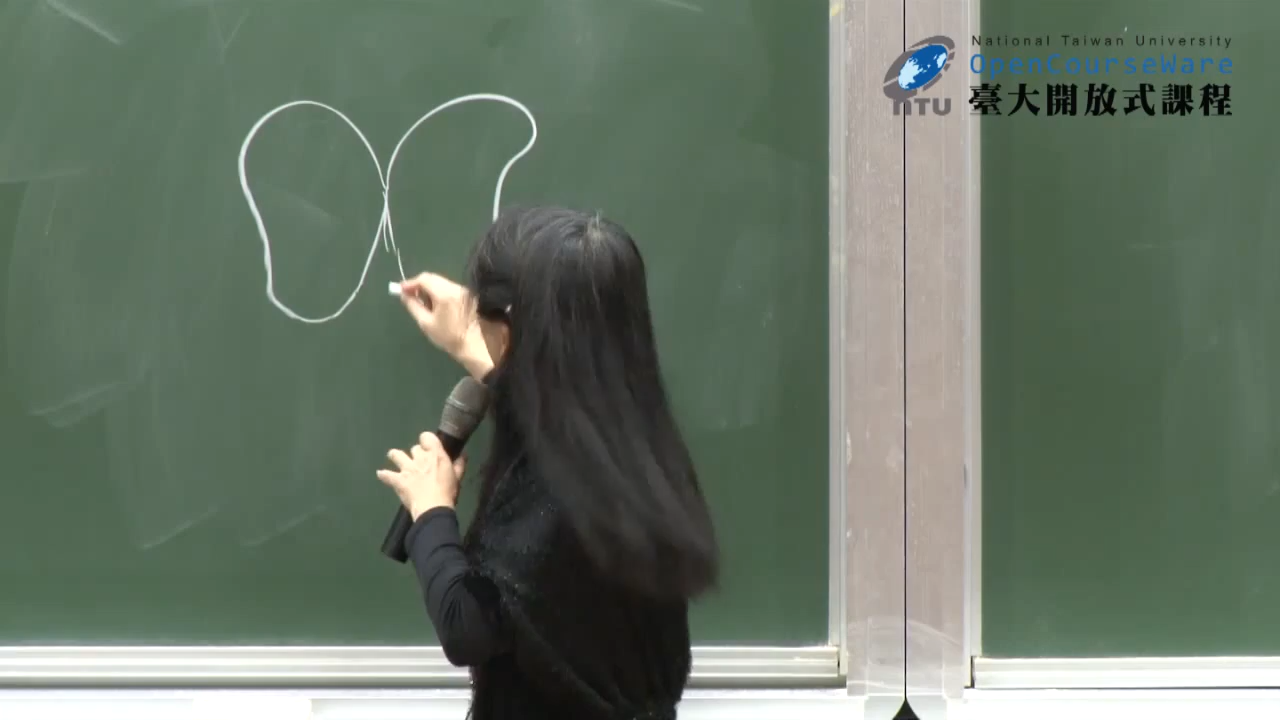 National Taiwan University
OpenCourseWare
NTU
臺大開放式課程